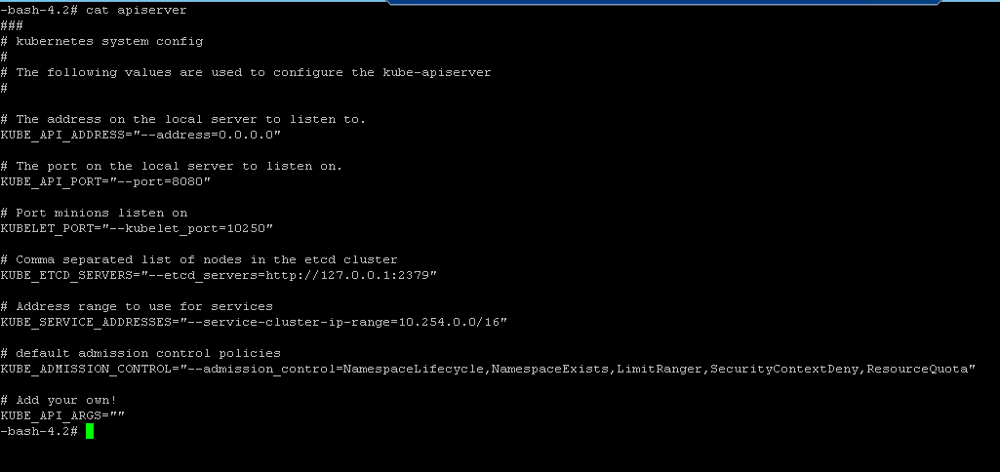 -bash-4.2# cat apiserver
###
# kubernetes system config
#
# The following values are used to configure the kube-apiserver
#
# The address on the local server to listen to.
KUBE_API_ADDRESS="--address=0.0.0.0"
# The port on the local server to listen on.
KUBE_API_PORT="--port=8080"
# Port minions listen on
KUBELET_PORT="--kubelet_port=10250"
# Comma separated list of nodes in the etcd cluster
KUBE_ETCD_SERVERS="--etcd_servers=http://127.0.0.1:2379"
# Address range to use for services
KUBE_SERVICE_ADDRESSES="--service-cluster-ip-range=10.254.0.0/16"
# default admission control policies
KUBE_ADMISSION_CONTROL="--admission_control=NamespaceLifecycle,NamespaceExists,LimitRanger,SecurityContextDeny,ResourceQuota"
# Add your own!
KUBE_API_ARGS=""
-bash-4.2#